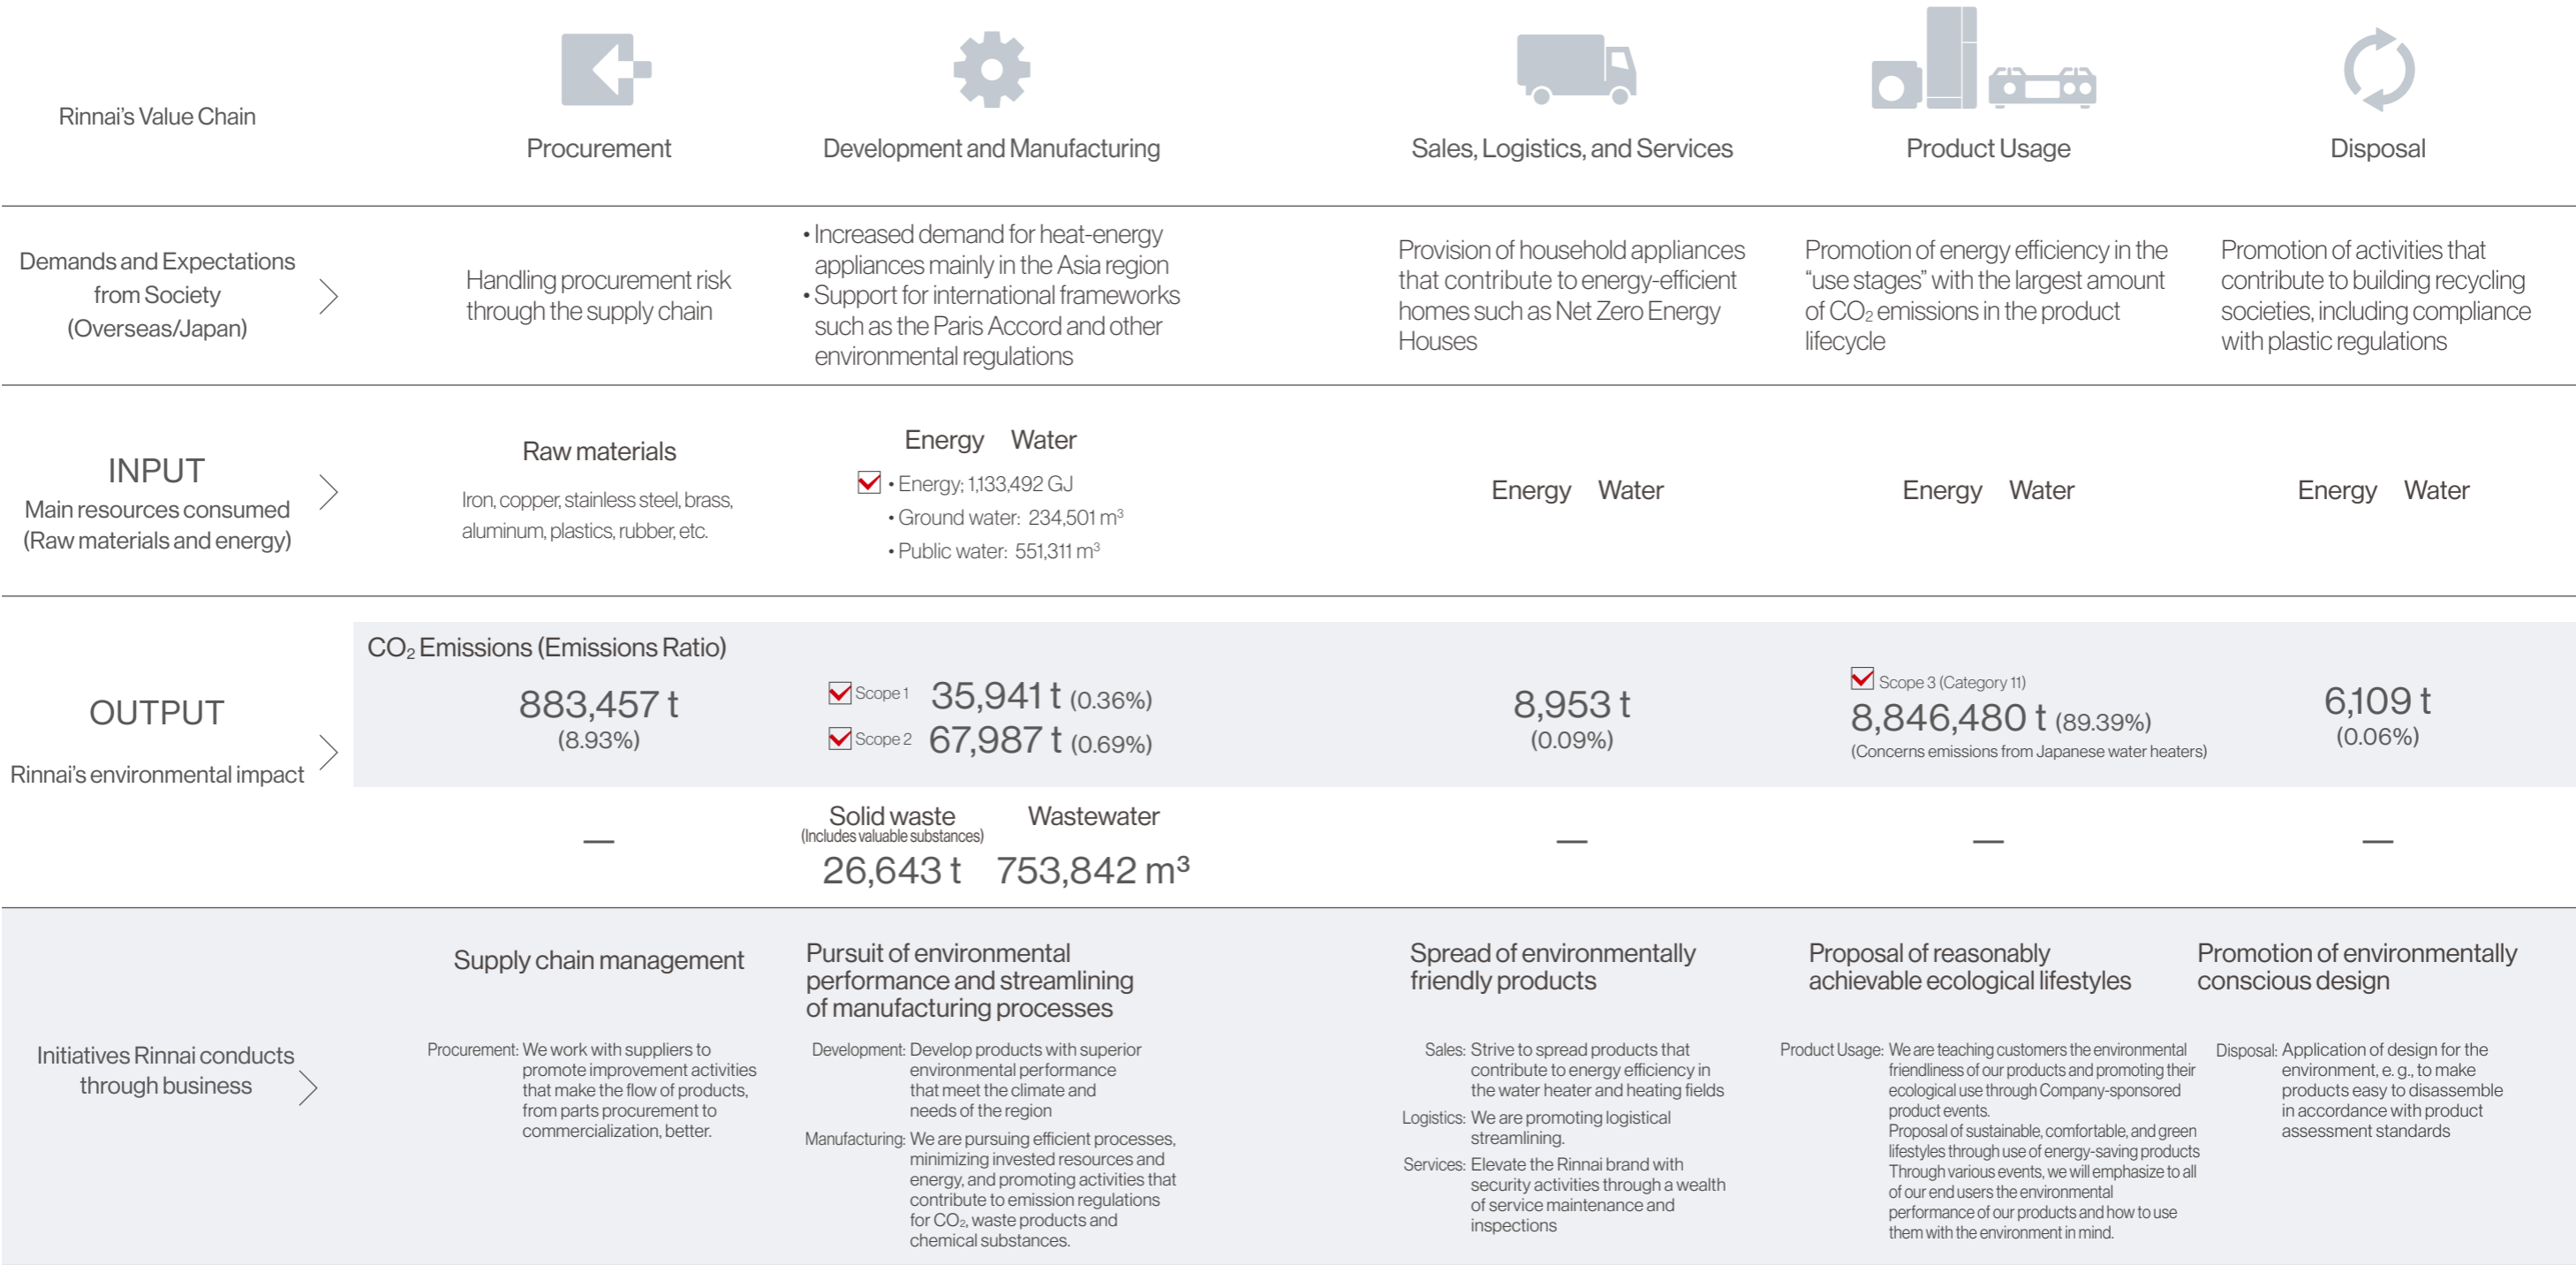 Rinnai's Value Chain
Procurement
Development and Manufacturing
Sales, Logistics, and Services
Product Usage
Disposal
Demands and Expectations
from Society
(Overseas/Japan)
Handling procurement risk
through the supply chain
• Increased demand for heat-energy
appliances mainly in the Asia region
• Support for international frameworks
such as the Paris Accord and other
environmental regulations
Provision of household appliances
that contribute to energy-efficient
homes such as Net Zero Energy
Houses
Promotion of energy efficiency in the
“use stages” with the largest amount
of CO₂ emissions in the product
lifecycle
Promotion of activities that
contribute to building recycling
societies, including compliance
with plastic regulations
INPUT
Main resources consumed
(Raw materials and energy)
Raw materials
Iron, copper, stainless steel, brass,
aluminum, plastics, rubber, etc.
Energy Water
• Energy; 1,133,492 GJ
• Ground water: 234,501 m³
• Public water: 551,311 m³
Energy Water
Energy Water
Energy Water
OUTPUT
Rinnai's environmental impact
CO₂ Emissions (Emissions Ratio)
883,457 t
(8.93%)
Scope 1 35,941 t (0.36%)
Scope 2 67,987 t (0.69%)
8,953 t
(0.09%)
Scope 3 (Category 11)
8,846,480 t (89.39%)
(Concerns emissions from Japanese water heaters)
6,109 t
(0.06%)
—
Solid waste
(Includes valuable substances)
26,643 t
Wastewater
753,842 m³
—
—
—
Initiatives Rinnai conducts
through business
Supply chain management
Procurement: We work with suppliers to
promote improvement activities
that make the flow of products,
from parts procurement to
commercialization, better.
Pursuit of environmental
performance and streamlining
of manufacturing processes
Development: Develop products with superior
environmental performance
that meet the climate and
needs of the region
Manufacturing: We are pursuing efficient processes,
minimizing invested resources and
energy, and promoting activities that
contribute to emission regulations
for CO₂, waste products and
chemical substances.
Spread of environmentally
friendly products
Sales: Strive to spread products that
contribute to energy efficiency in
the water heater and heating fields
Logistics: We are promoting logistical
streamlining.
Services: Elevate the Rinnai brand with
security activities through a wealth
of service maintenance and
inspections
Proposal of reasonably
achievable ecological lifestyles
Product Usage: We are teaching customers the environmental
friendliness of our products and promoting their
ecological use through Company-sponsored
product events.
Proposal of sustainable, comfortable, and green
lifestyles through use of energy-saving products
Through various events, we will emphasize to all
of our end users the environmental
performance of our products and how to use
them with the environment in mind.
Promotion of environmentally
conscious design
Disposal: Application of design for the
environment, e. g., to make
products easy to disassemble
in accordance with product
assessment standards